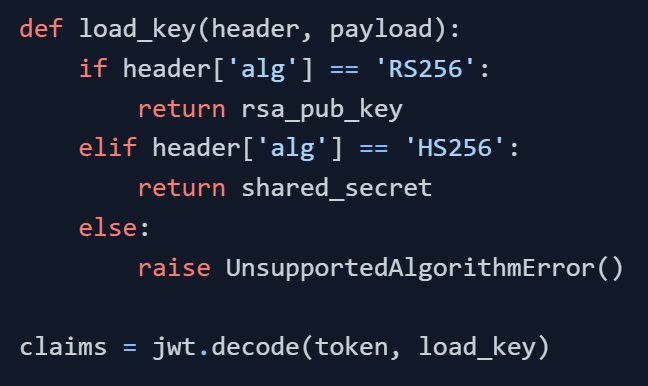 def load_key(header, payload):
    if header['alg'] == 'RS256':
        return rsa_pub_key
    elif header['alg'] == 'HS256':
        return shared_secret
    else:
        raise UnsupportedAlgorithmError()

claims = jwt.decode(token, load_key)